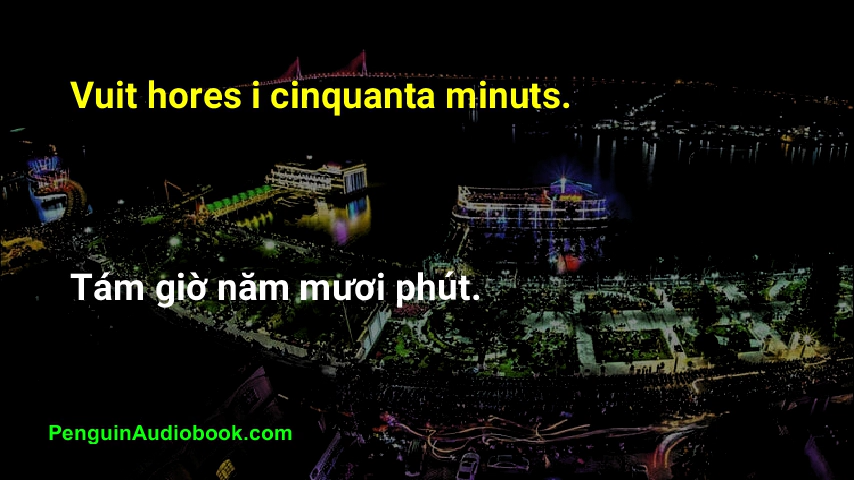 Vuit hores i cinquanta minuts.
Tám giờ năm mươi phút.
PenguinAudiobook.com